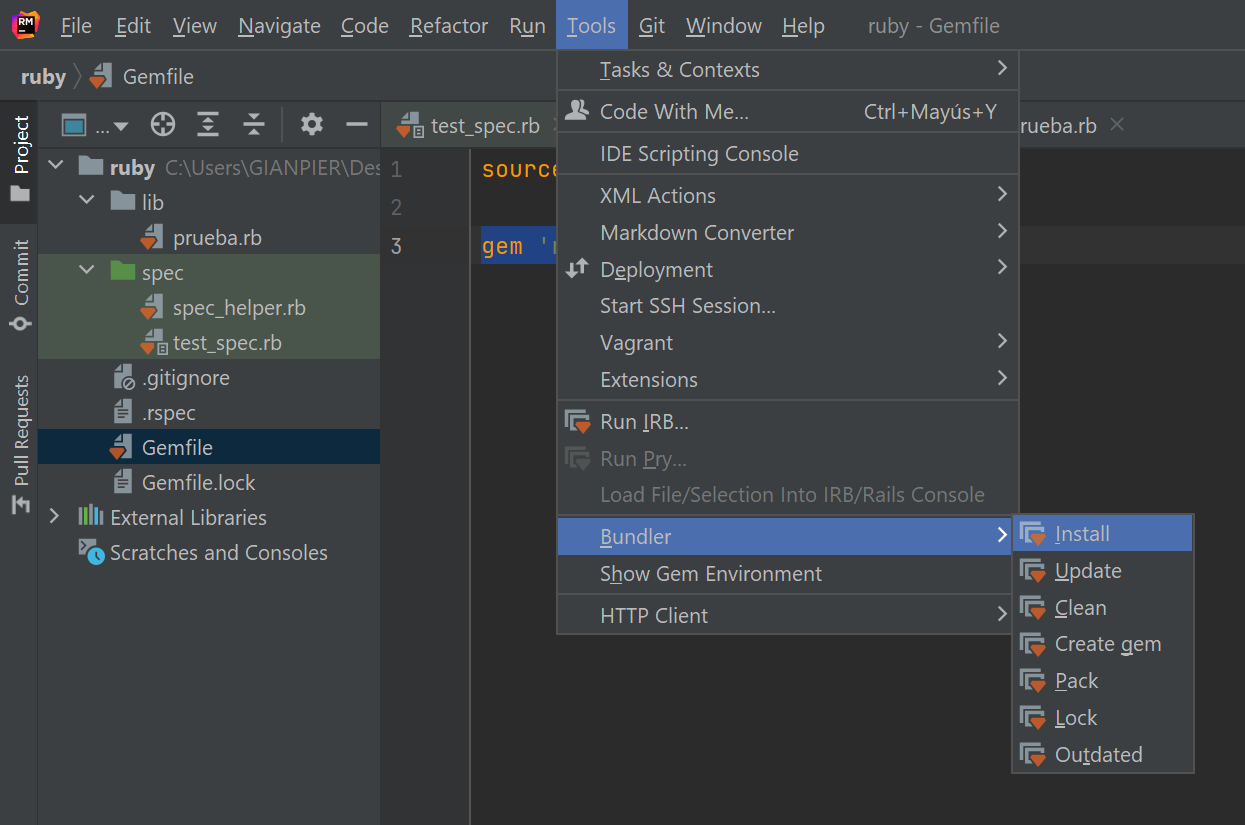 RM
File Edit View Navigate Code Refactor Run Tools Git Window Help ruby - Gemfile
ruby Gemfile
Project
Commit
Pull Requests
...
test_spec.rb
rueba.rb
ruby C:\Users\GIANPIER\Des
lib
prueba.rb
spec
spec_helper.rb
test_spec.rb
.gitignore
.rspec
Gemfile
Gemfile.lock
External Libraries
Scratches and Consoles
1 source
2
3 gem '
Tasks & Contexts
Code With Me... Ctrl+Mayús+Y
IDE Scripting Console
XML Actions
Markdown Converter
Deployment
Start SSH Session...
Vagrant
Extensions
Run IRB...
Run Pry...
Load File/Selection Into IRB/Rails Console
Bundler
Show Gem Environment
HTTP Client
Install
Update
Clean
Create gem
Pack
Lock
Outdated